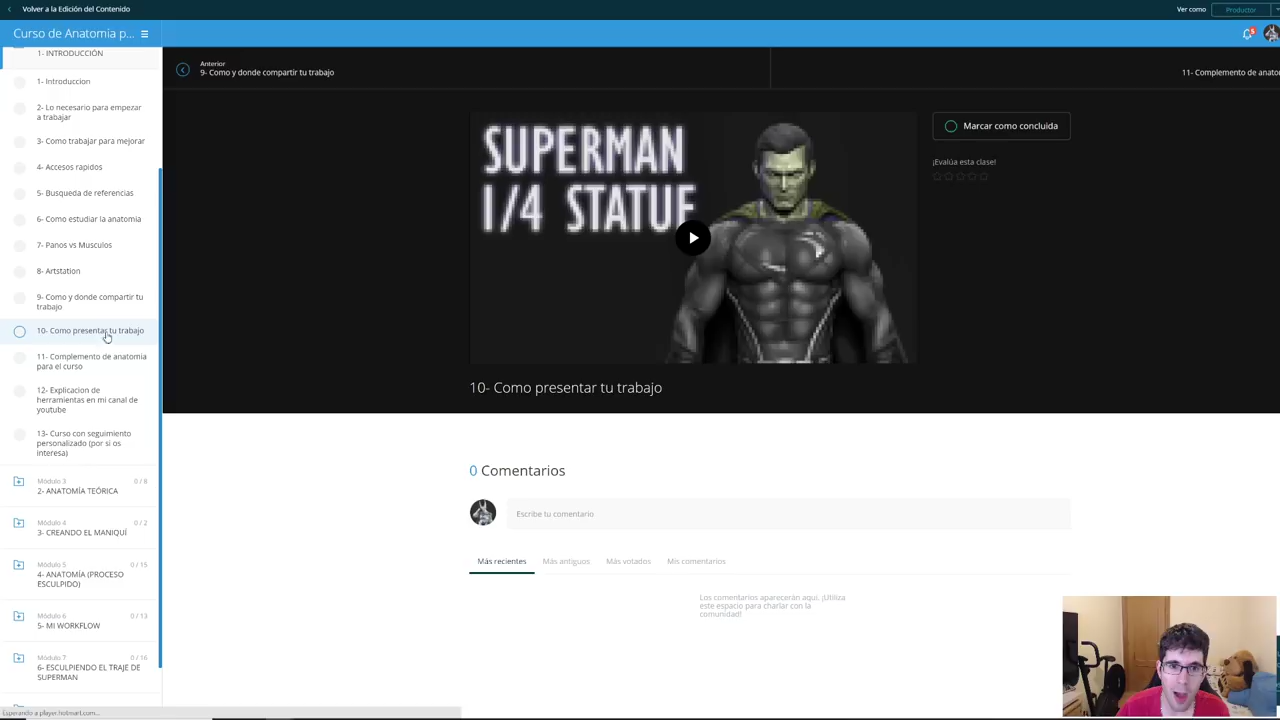 Volver a la Edición del Contenido
Ver como
Productor
Curso de Anatomía p...
5
1- INTRODUCCIÓN
1- Introduccion
2- Lo necesario para empezar
a trabajar
3- Como trabajar para mejorar
4- Accesos rapidos
5- Busqueda de referencias
6- Como estudiar la anatomia
7- Panos vs Musculos
8- Artstation
9- Como y donde compartir tu
trabajo
10- Como presentar tu trabajo
11- Complemento de anatomia
para el curso
12- Explicacion de
herramientas en mi canal de
youtube
13- Curso con seguimiento
personalizado (por si os
interesa)
Módulo 3
0 / 8
2- ANATOMÍA TEÓRICA
Módulo 4
0 / 2
3- CREANDO EL MANIQUÍ
Módulo 5
0 / 15
4- ANATOMÍA (PROCESO
ESCULPIDO)
Módulo 6
0 / 13
5- MI WORKFLOW
Módulo 7
0 / 16
6- ESCULPIENDO EL TRAJE DE
SUPERMAN
Esperando a player.hotmart.com...
Anterior
9- Como y donde compartir tu trabajo
11- Complemento de anator
SUPERMAN
1/4 STATUE
Marcar como concluida
¡Evalúa esta clase!
10- Como presentar tu trabajo
0 Comentarios
Escribe tu comentario
Más recientes
Más antiguos
Más votados
Mis comentarios
Los comentarios aparecerán aquí. ¡Utiliza
este espacio para charlar con la
comunidad!